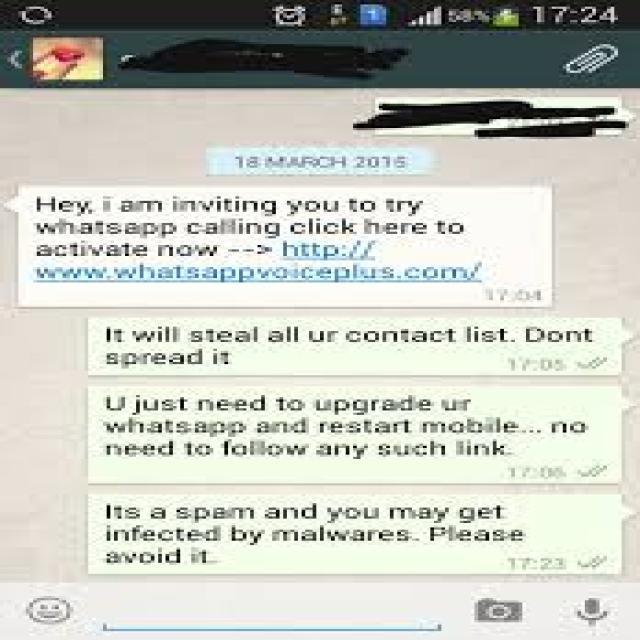 58% 17:24
18 MARCH 2015
Hey, i am inviting you to try
whatsapp calling click here to
activate now --> http://
www.whatsappvoiceplus.com/
17:04
It will steal all ur contact list. Dont
spread it
17:05
U just need to upgrade ur
whatsapp and restart mobile... no
need to follow any such link.
17:06
Its a spam and you may get
infected by malwares. Please
avoid it.
17:23